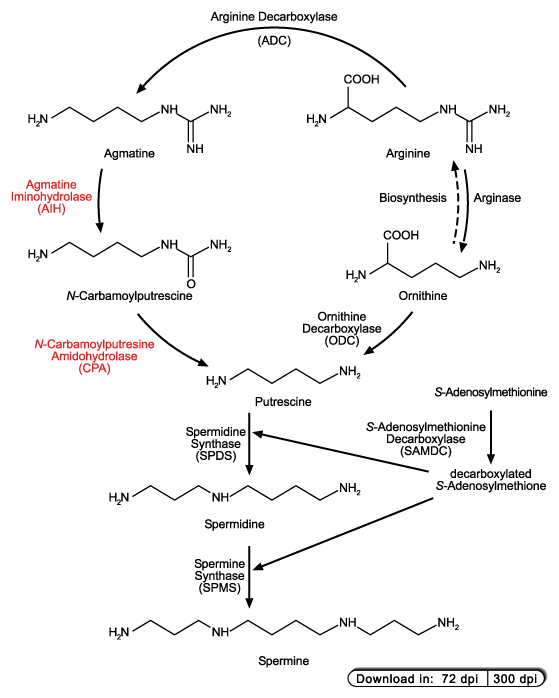 Arginine Decarboxylase
(ADC)
COOH
H₂N
NH
NH₂
NH
Agmatine
H₂N
NH
NH₂
NH
Arginine
Agmatine
Iminohydrolase
(AIH)
Biosynthesis
Arginase
H₂N
NH
NH₂
O
N-Carbamoylputrescine
COOH
H₂N
NH₂
Ornithine
N-Carbamoylputresine
Amidohydrolase
(CPA)
Ornithine
Decarboxylase
(ODC)
H₂N
NH₂
Putrescine
S-Adenosylmethionine
Spermidine
Synthase
(SPDS)
S-Adenosylmethionine
Decarboxylase
(SAMDC)
decarboxylated
S-Adenosylmethione
H₂N
NH
NH₂
Spermidine
Spermine
Synthase
(SPMS)
H₂N
NH
NH
NH₂
Spermine
Download in: 72 dpi 300 dpi